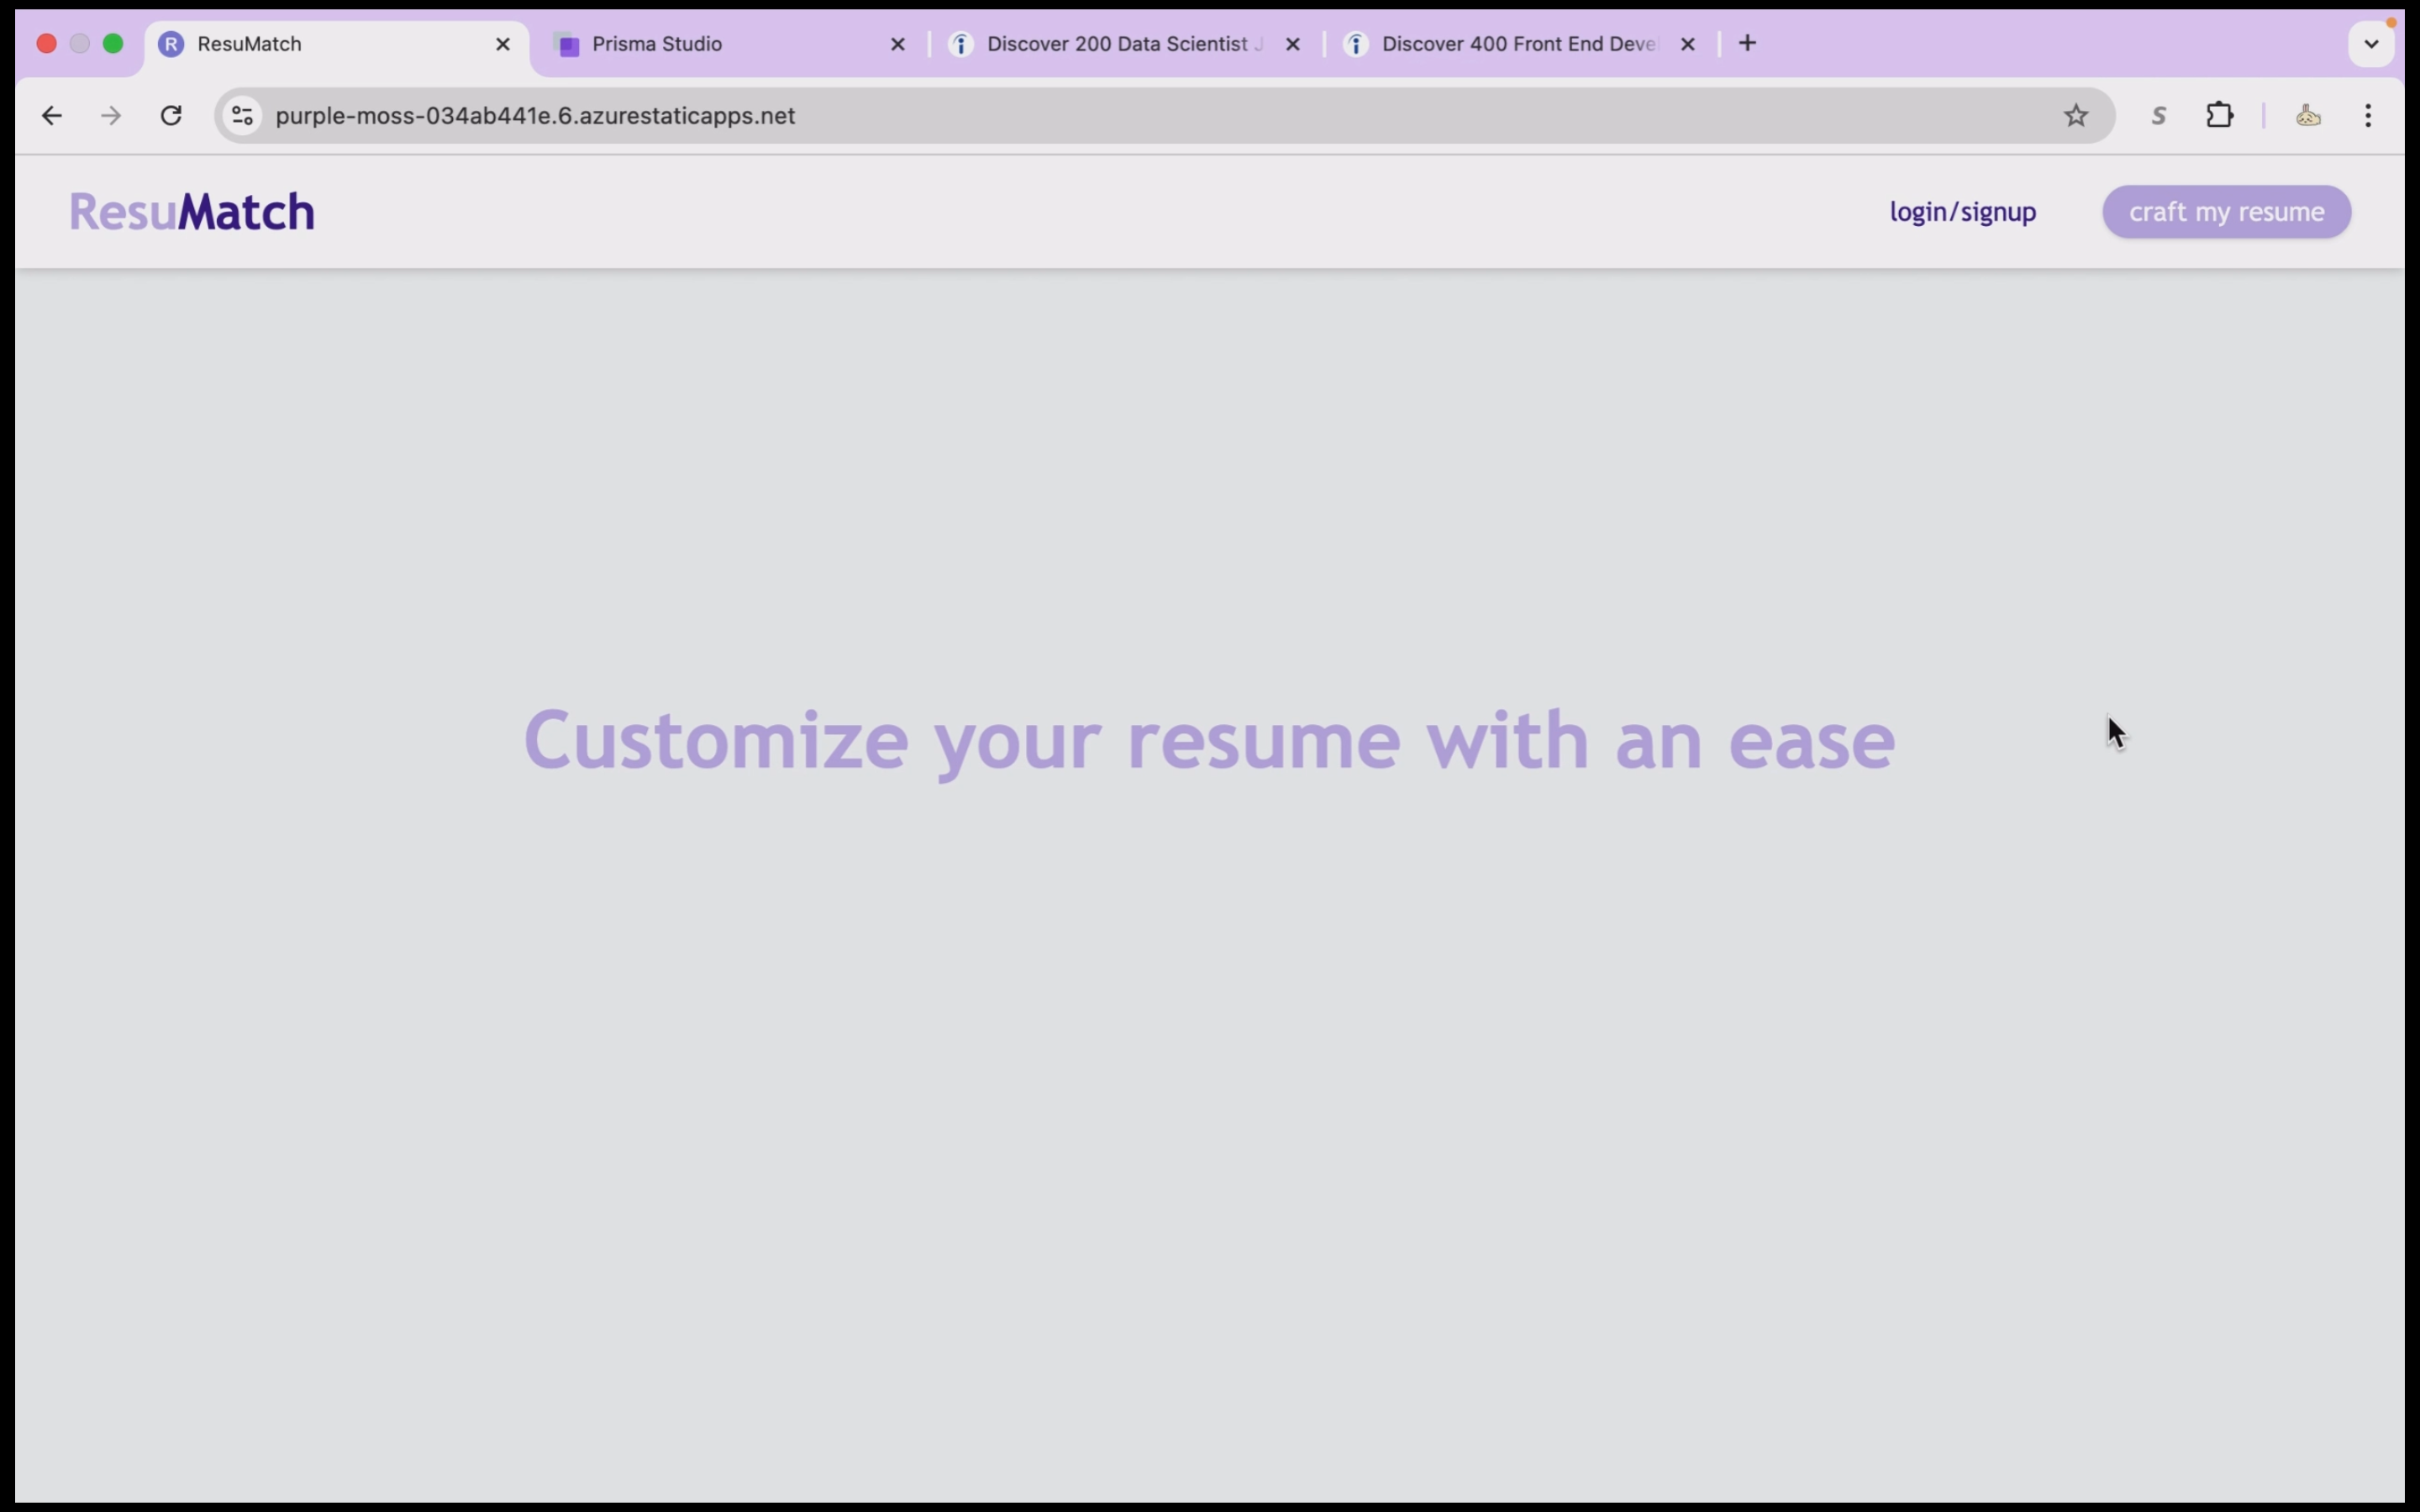 ResuMatch
Prisma Studio
Discover 200 Data Scientist J
Discover 400 Front End Deve
purple-moss-034ab441e.6.azurestaticapps.net
ResuMatch
login/signup
craft my resume
Customize your resume with an ease